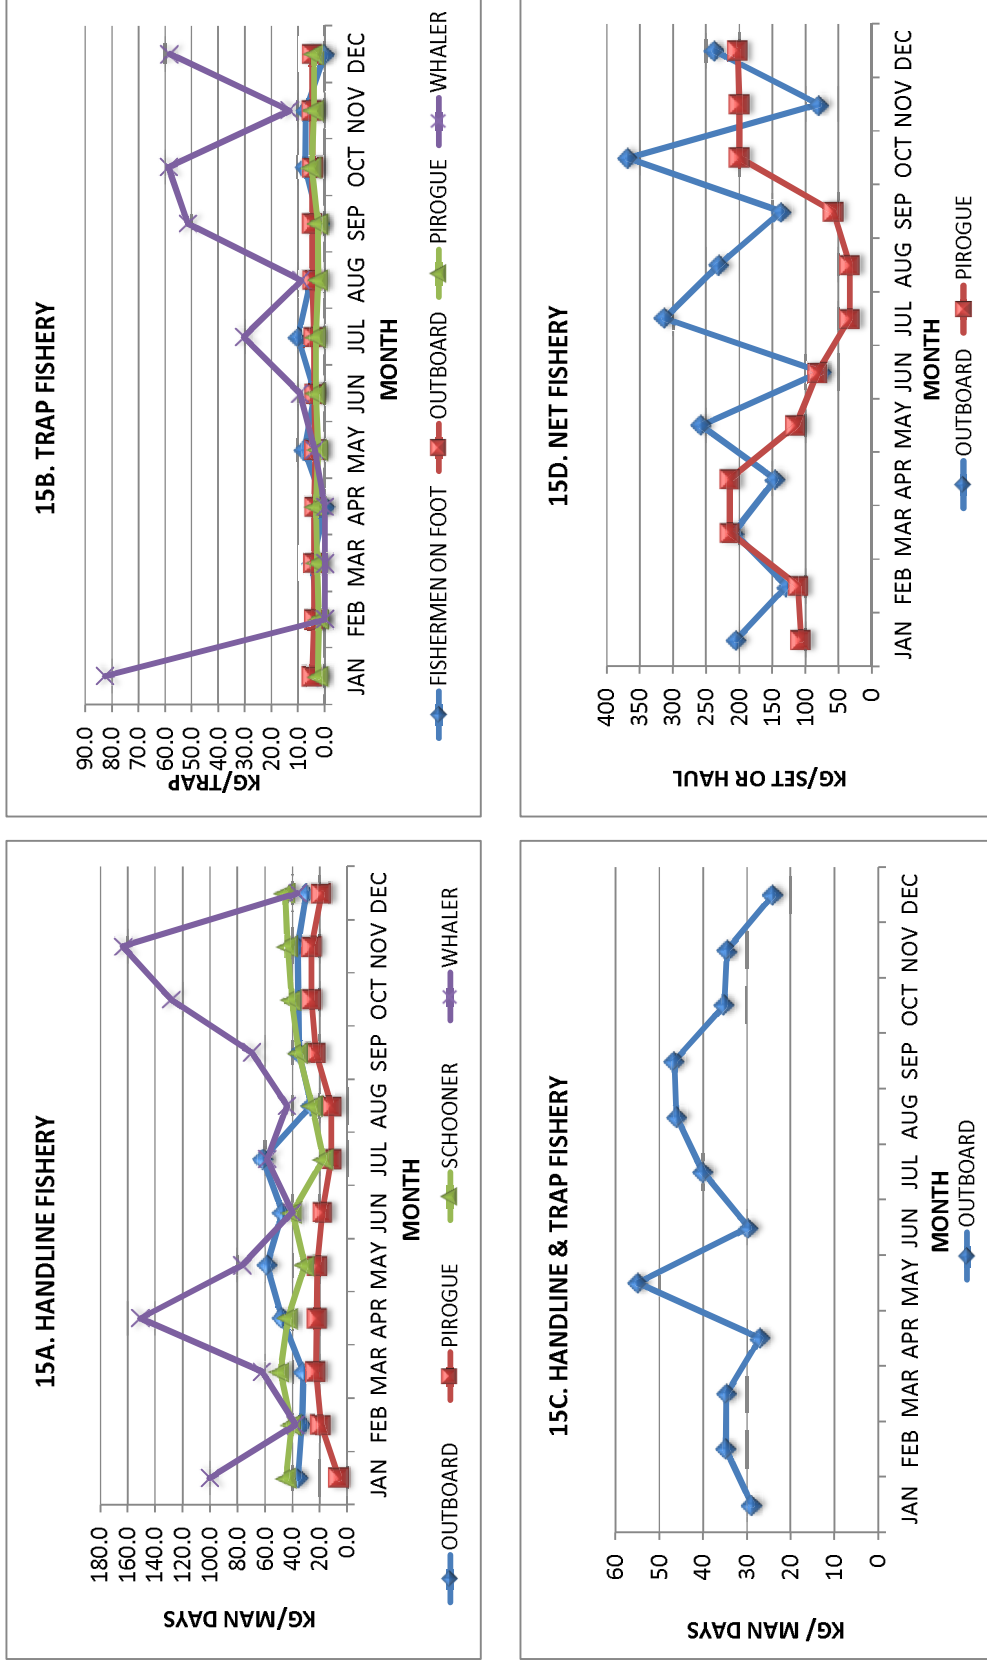 15A. HANDLINE FISHERY
KG/MAN DAYS
180.0
160.0
140.0
120.0
100.0
80.0
60.0
40.0
20.0
0.0
JAN FEB MAR APR MAY JUN JUL AUG SEP OCT NOV DEC
MONTH
OUTBOARD PIROGUE SCHOONER WHALER
15B. TRAP FISHERY
KG/TRAP
90.0
80.0
70.0
60.0
50.0
40.0
30.0
20.0
10.0
0.0
JAN FEB MAR APR MAY JUN JUL AUG SEP OCT NOV DEC
MONTH
FISHERMEN ON FOOT OUTBOARD PIROGUE WHALER
15C. HANDLINE & TRAP FISHERY
KG/ MAN DAYS
60
50
40
30
20
10
0
JAN FEB MAR APR MAY JUN JUL AUG SEP OCT NOV DEC
MONTH
OUTBOARD
15D. NET FISHERY
KG/SET OR HAUL
400
350
300
250
200
150
100
50
0
JAN FEB MAR APR MAY JUN JUL AUG SEP OCT NOV DEC
MONTH
OUTBOARD PIROGUE